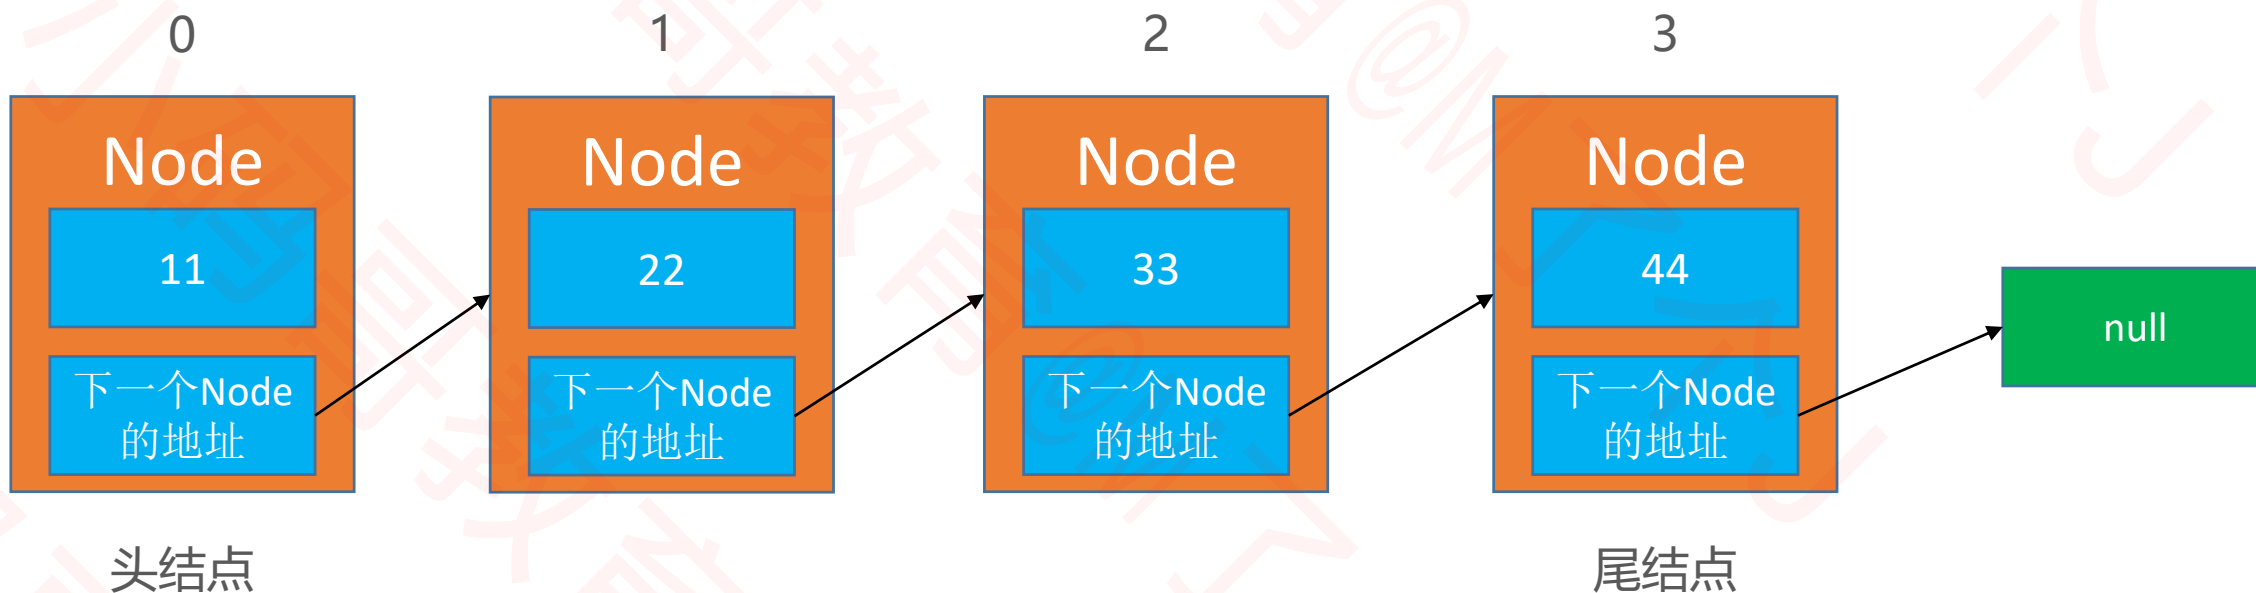 0
1
2
3
Node
11
下一个Node
的地址
Node
22
下一个Node
的地址
Node
33
下一个Node
的地址
Node
44
下一个Node
的地址
null
头结点
尾结点